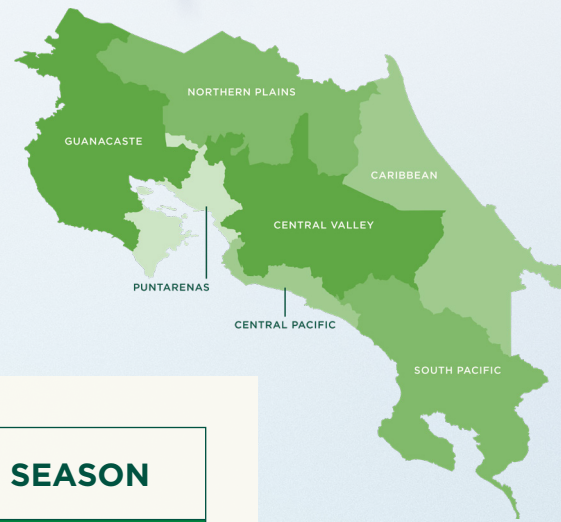 NORTHERN PLAINS
GUANACASTE
CARIBBEAN
CENTRAL VALLEY
PUNTARENAS
CENTRAL PACIFIC
SOUTH PACIFIC
SEASON